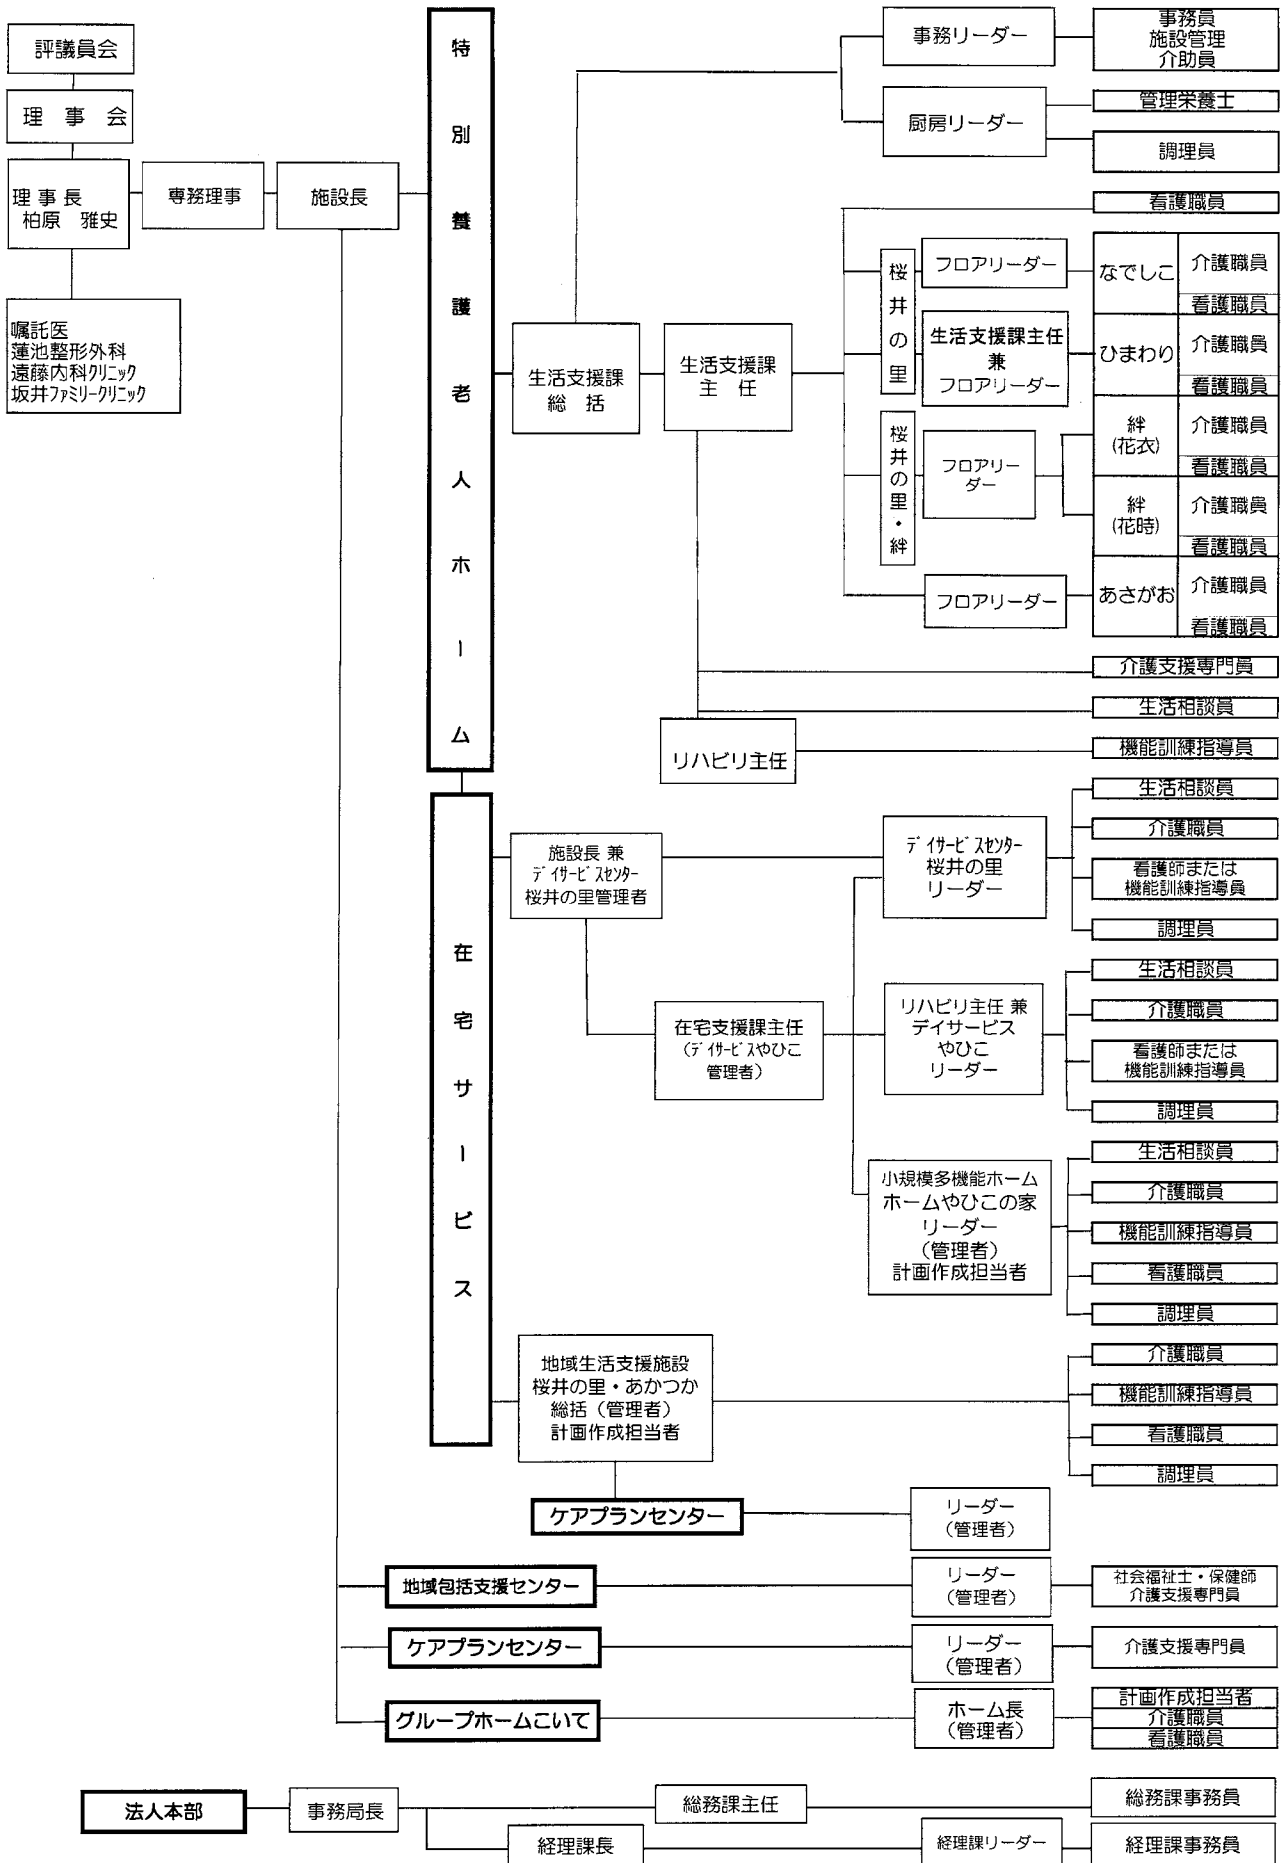 評議員会
理事会
理事長
柏原 雅史
専務理事
施設長
嘱託医
蓮池整形外科
遠藤内科クリニック
坂井ファミリークリニック
特別養護老人ホーム
生活支援課
総括
生活支援課
主任
事務リーダー
事務員
施設管理
介助員
厨房リーダー
管理栄養士
調理員
看護職員
桜井の里
フロアリーダー
なでしこ
介護職員
看護職員
生活支援課主任
兼
フロアリーダー
ひまわり
介護職員
看護職員
桜井の里・絆
フロアリー
ダー
絆
(花衣)
介護職員
看護職員
絆
(花時)
介護職員
看護職員
フロアリーダー
あさがお
介護職員
看護職員
介護支援専門員
生活相談員
リハビリ主任
機能訓練指導員
在宅サービス
施設長 兼
デイサービスセンター
桜井の里管理者
デイサービスセンター
桜井の里
リーダー
生活相談員
介護職員
看護師または
機能訓練指導員
調理員
在宅支援課主任
(デイサービスやひこ
管理者)
リハビリ主任 兼
デイサービス
やひこ
リーダー
生活相談員
介護職員
看護師または
機能訓練指導員
調理員
小規模多機能ホーム
ホームやひこの家
リーダー
(管理者)
計画作成担当者
生活相談員
介護職員
機能訓練指導員
看護職員
調理員
地域生活支援施設
桜井の里・あかつか
総括(管理者)
計画作成担当者
介護職員
機能訓練指導員
看護職員
調理員
ケアプランセンター
リーダー
(管理者)
地域包括支援センター
リーダー
(管理者)
社会福祉士・保健師
介護支援専門員
ケアプランセンター
リーダー
(管理者)
介護支援専門員
グループホームこいて
ホーム長
(管理者)
計画作成担当者
介護職員
看護職員
法人本部
事務局長
総務課主任
総務課事務員
経理課長
経理課リーダー
経理課事務員